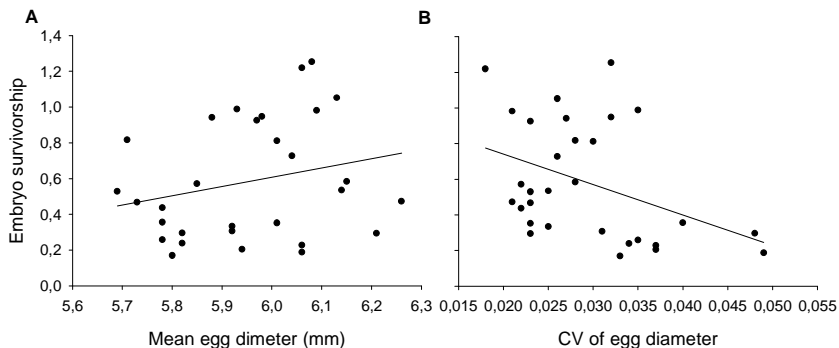 A
B
1,4
1,2
1,0
0,8
0,6
0,4
0,2
0,0
Embryo survivorship
5,6 5,7 5,8 5,9 6,0 6,1 6,2 6,3
Mean egg dimeter (mm)
0,015 0,020 0,025 0,030 0,035 0,040 0,045 0,050 0,055
CV of egg diameter